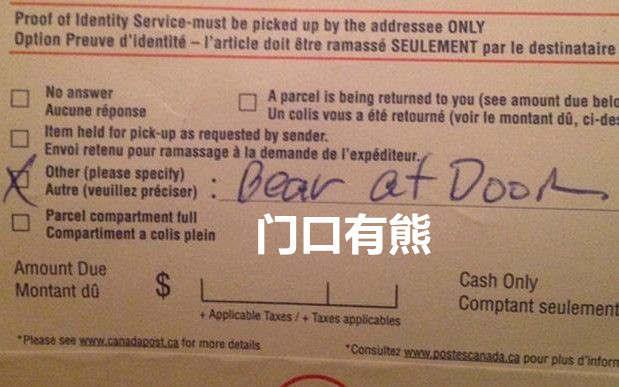 Proof of Identity Service-must be picked up by the addressee ONLY
Option Preuve d'identité – l'article doit être ramassé SEULEMENT par le destinataire
No answer
Aucune réponse
A parcel is being returned to you (see amount due belo
Un colis vous a été retourné (voir le montant dû, ci-des
Item held for pick-up as requested by sender.
Envoi retenu pour ramassage à la demande de l'expéditeur.
Other (please specify)
Autre (veuillez préciser) : Bear at Door
Parcel compartment full
Compartiment a colis plein
门口有熊
Amount Due
Montant dû
$
Cash Only
Comptant seulement
+ Applicable Taxes / + Taxes applicables
*Please see www.canadapost.ca for more details
*Consultez www.postescanada.ca pour plus d'inform